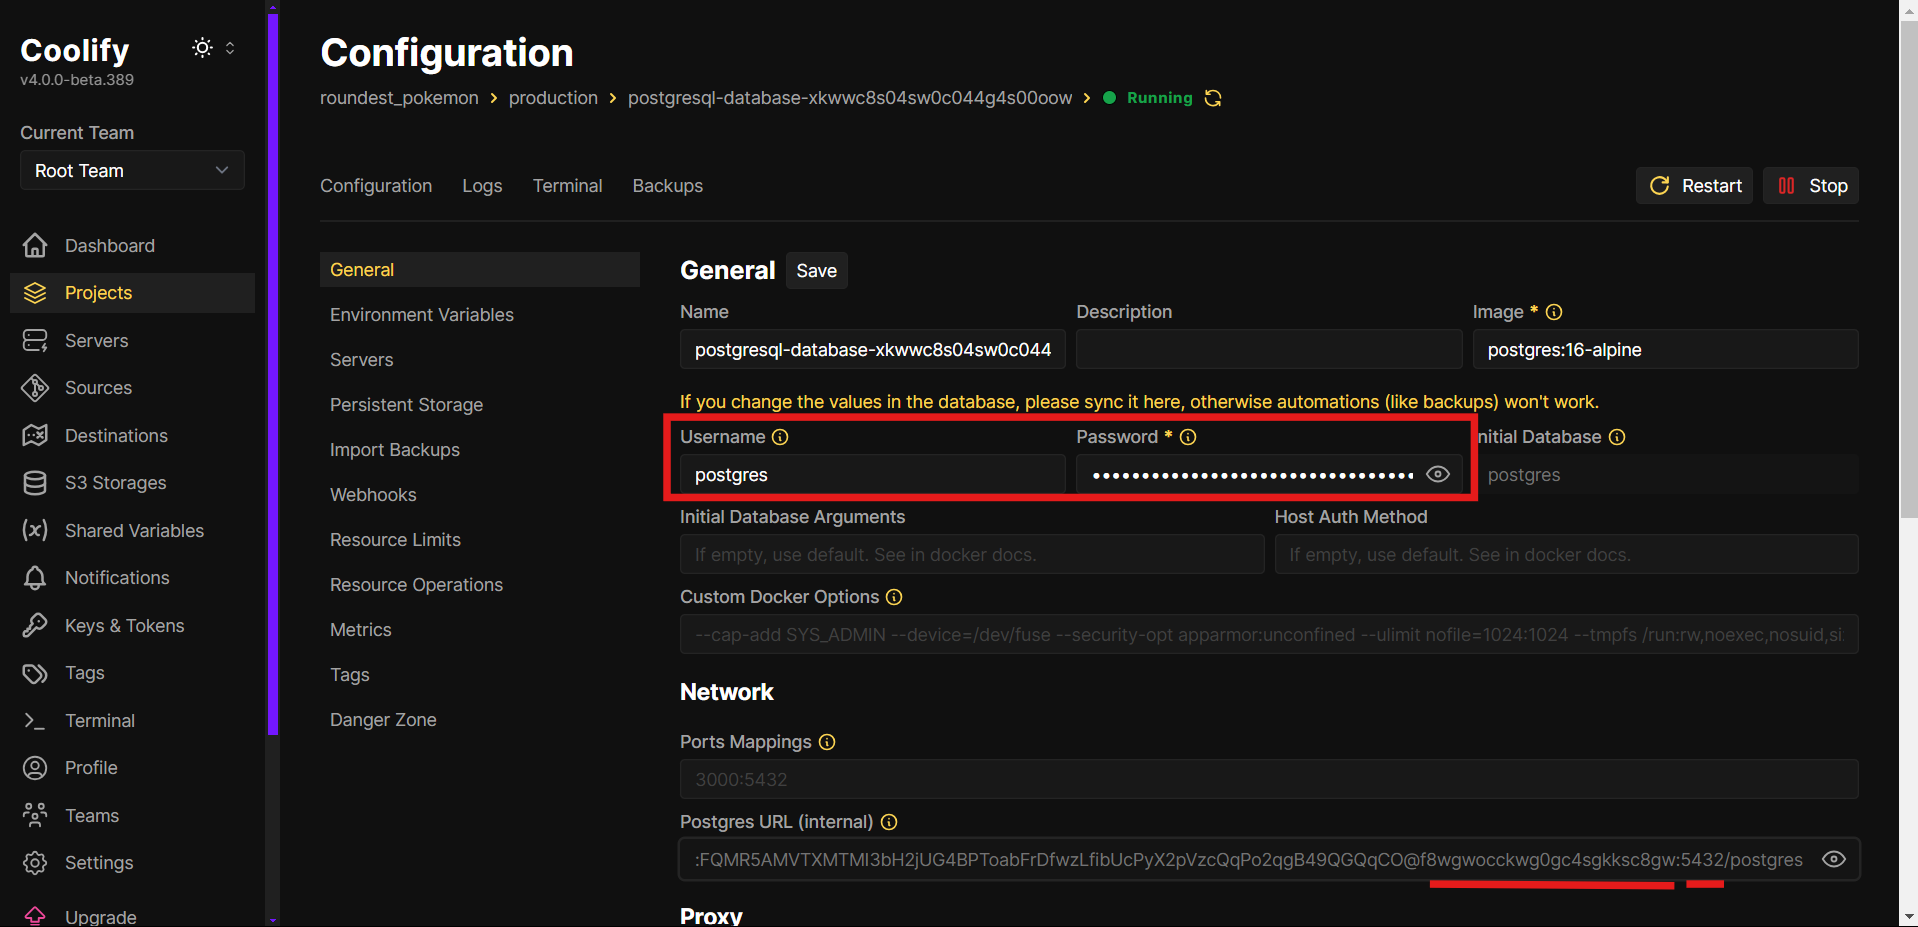 Coolify
v4.0.0-beta.389
Current Team
Root Team
Dashboard
Projects
Servers
Sources
Destinations
S3 Storages
Shared Variables
Notifications
Keys & Tokens
Tags
Terminal
Profile
Teams
Settings
Upgrade
Configuration
roundest_pokemon > production > postgresql-database-xkwwc8s04sw0c044g4s00oow > Running
Configuration Logs Terminal Backups
Restart Stop
General
Environment Variables
Servers
Persistent Storage
Import Backups
Webhooks
Resource Limits
Resource Operations
Metrics
Tags
Danger Zone
General Save
Name Description Image *
postgresql-database-xkwwc8s04sw0c044 postgres:16-alpine
If you change the values in the database, please sync it here, otherwise automations (like backups) won't work.
Username Password * nitial Database
postgres postgres
Initial Database Arguments Host Auth Method
If empty, use default. See in docker docs. If empty, use default. See in docker docs.
Custom Docker Options
--cap-add SYS_ADMIN --device=/dev/fuse --security-opt apparmor:unconfined --ulimit nofile=1024:1024 --tmpfs /run:rw,noexec,nosuid,si
Network
Ports Mappings
3000:5432
Postgres URL (internal)
:FQMR5AMVTXMTMI3bH2jUG4BPToabFrDfwzLfibUcPyX2pVzcQqPo2qgB49QGQqCO@f8wgwocckwg0gc4sgkksc8gw:5432/postgres
Proxy